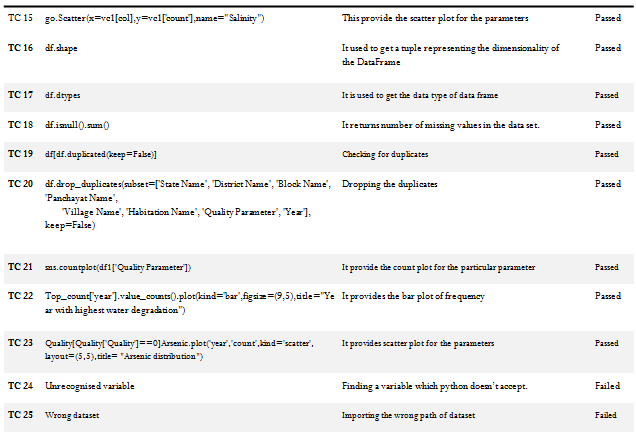 TC 15 go.Scatter(x=vc1[col],y=vc1['count'],name="Salinity") This provide the scatter plot for the parameters Passed
TC 16 df.shape It used to get a tuple representing the dimensionality of Passed
the DataFrame
TC 17 df.dtypes It is used to get the data type of data frame Passed
TC 18 df.isnull().sum() It returns number of missing values in the data set. Passed
TC 19 df[df.duplicated(keep=False)] Checking for duplicates Passed
TC 20 df.drop_duplicates(subset=['State Name', 'District Name', 'Block Name', Dropping the duplicates Passed
'Panchayat Name',
'Village Name', 'Habitation Name', 'Quality Parameter', 'Year'],
keep=False)
TC 21 sns.countplot(df1['Quality Parameter']) It provide the count plot for the particular parameter Passed
TC 22 Top_count['year'].value_counts().plot(kind='bar',figsize=(9,5),title="Ye It provides the bar plot of frequency Passed
ar with highest water degradation")
TC 23 Quality[Quality['Quality']==0]Arsenic.plot('year','count',kind='scatter', It provides scatter plot for the parameters Passed
layout=(5,5),title= "Arsenic distribution")
TC 24 Unrecognised variable Finding a variable which python doesn't accept. Failed
TC 25 Wrong dataset Importing the wrong path of dataset Failed